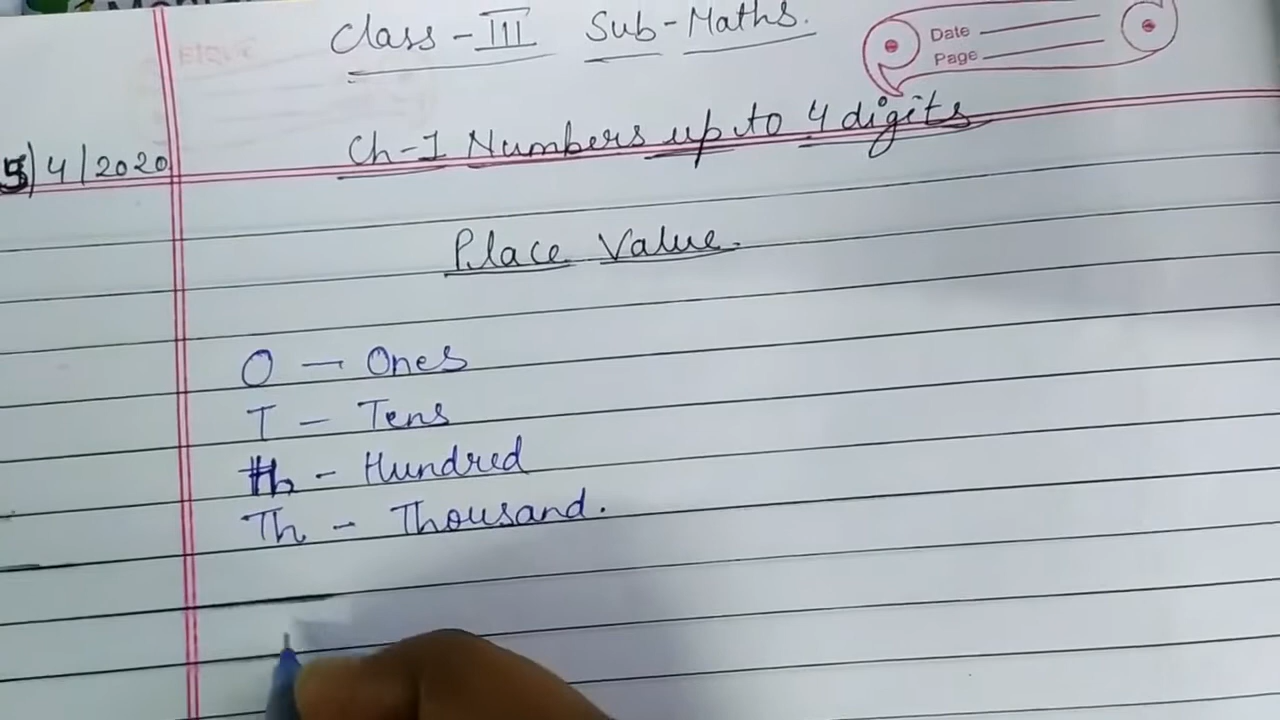 Class - III Sub - Maths.
Date
Page
5/4/2020
Ch-1 Numbers up to 4 digits
Place Value.
O - Ones
T - Tens
Hh - Hundred
Th - Thousand.